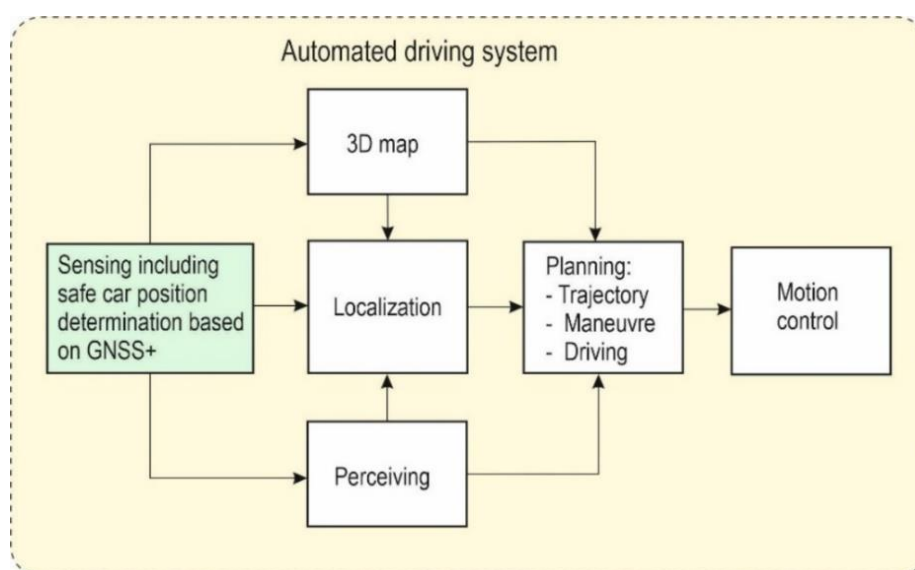 Automated driving system
3D map
Sensing including
safe car position
determination based
on GNSS+
Localization
Planning:
- Trajectory
- Maneuvre
- Driving
Motion
control
Perceiving